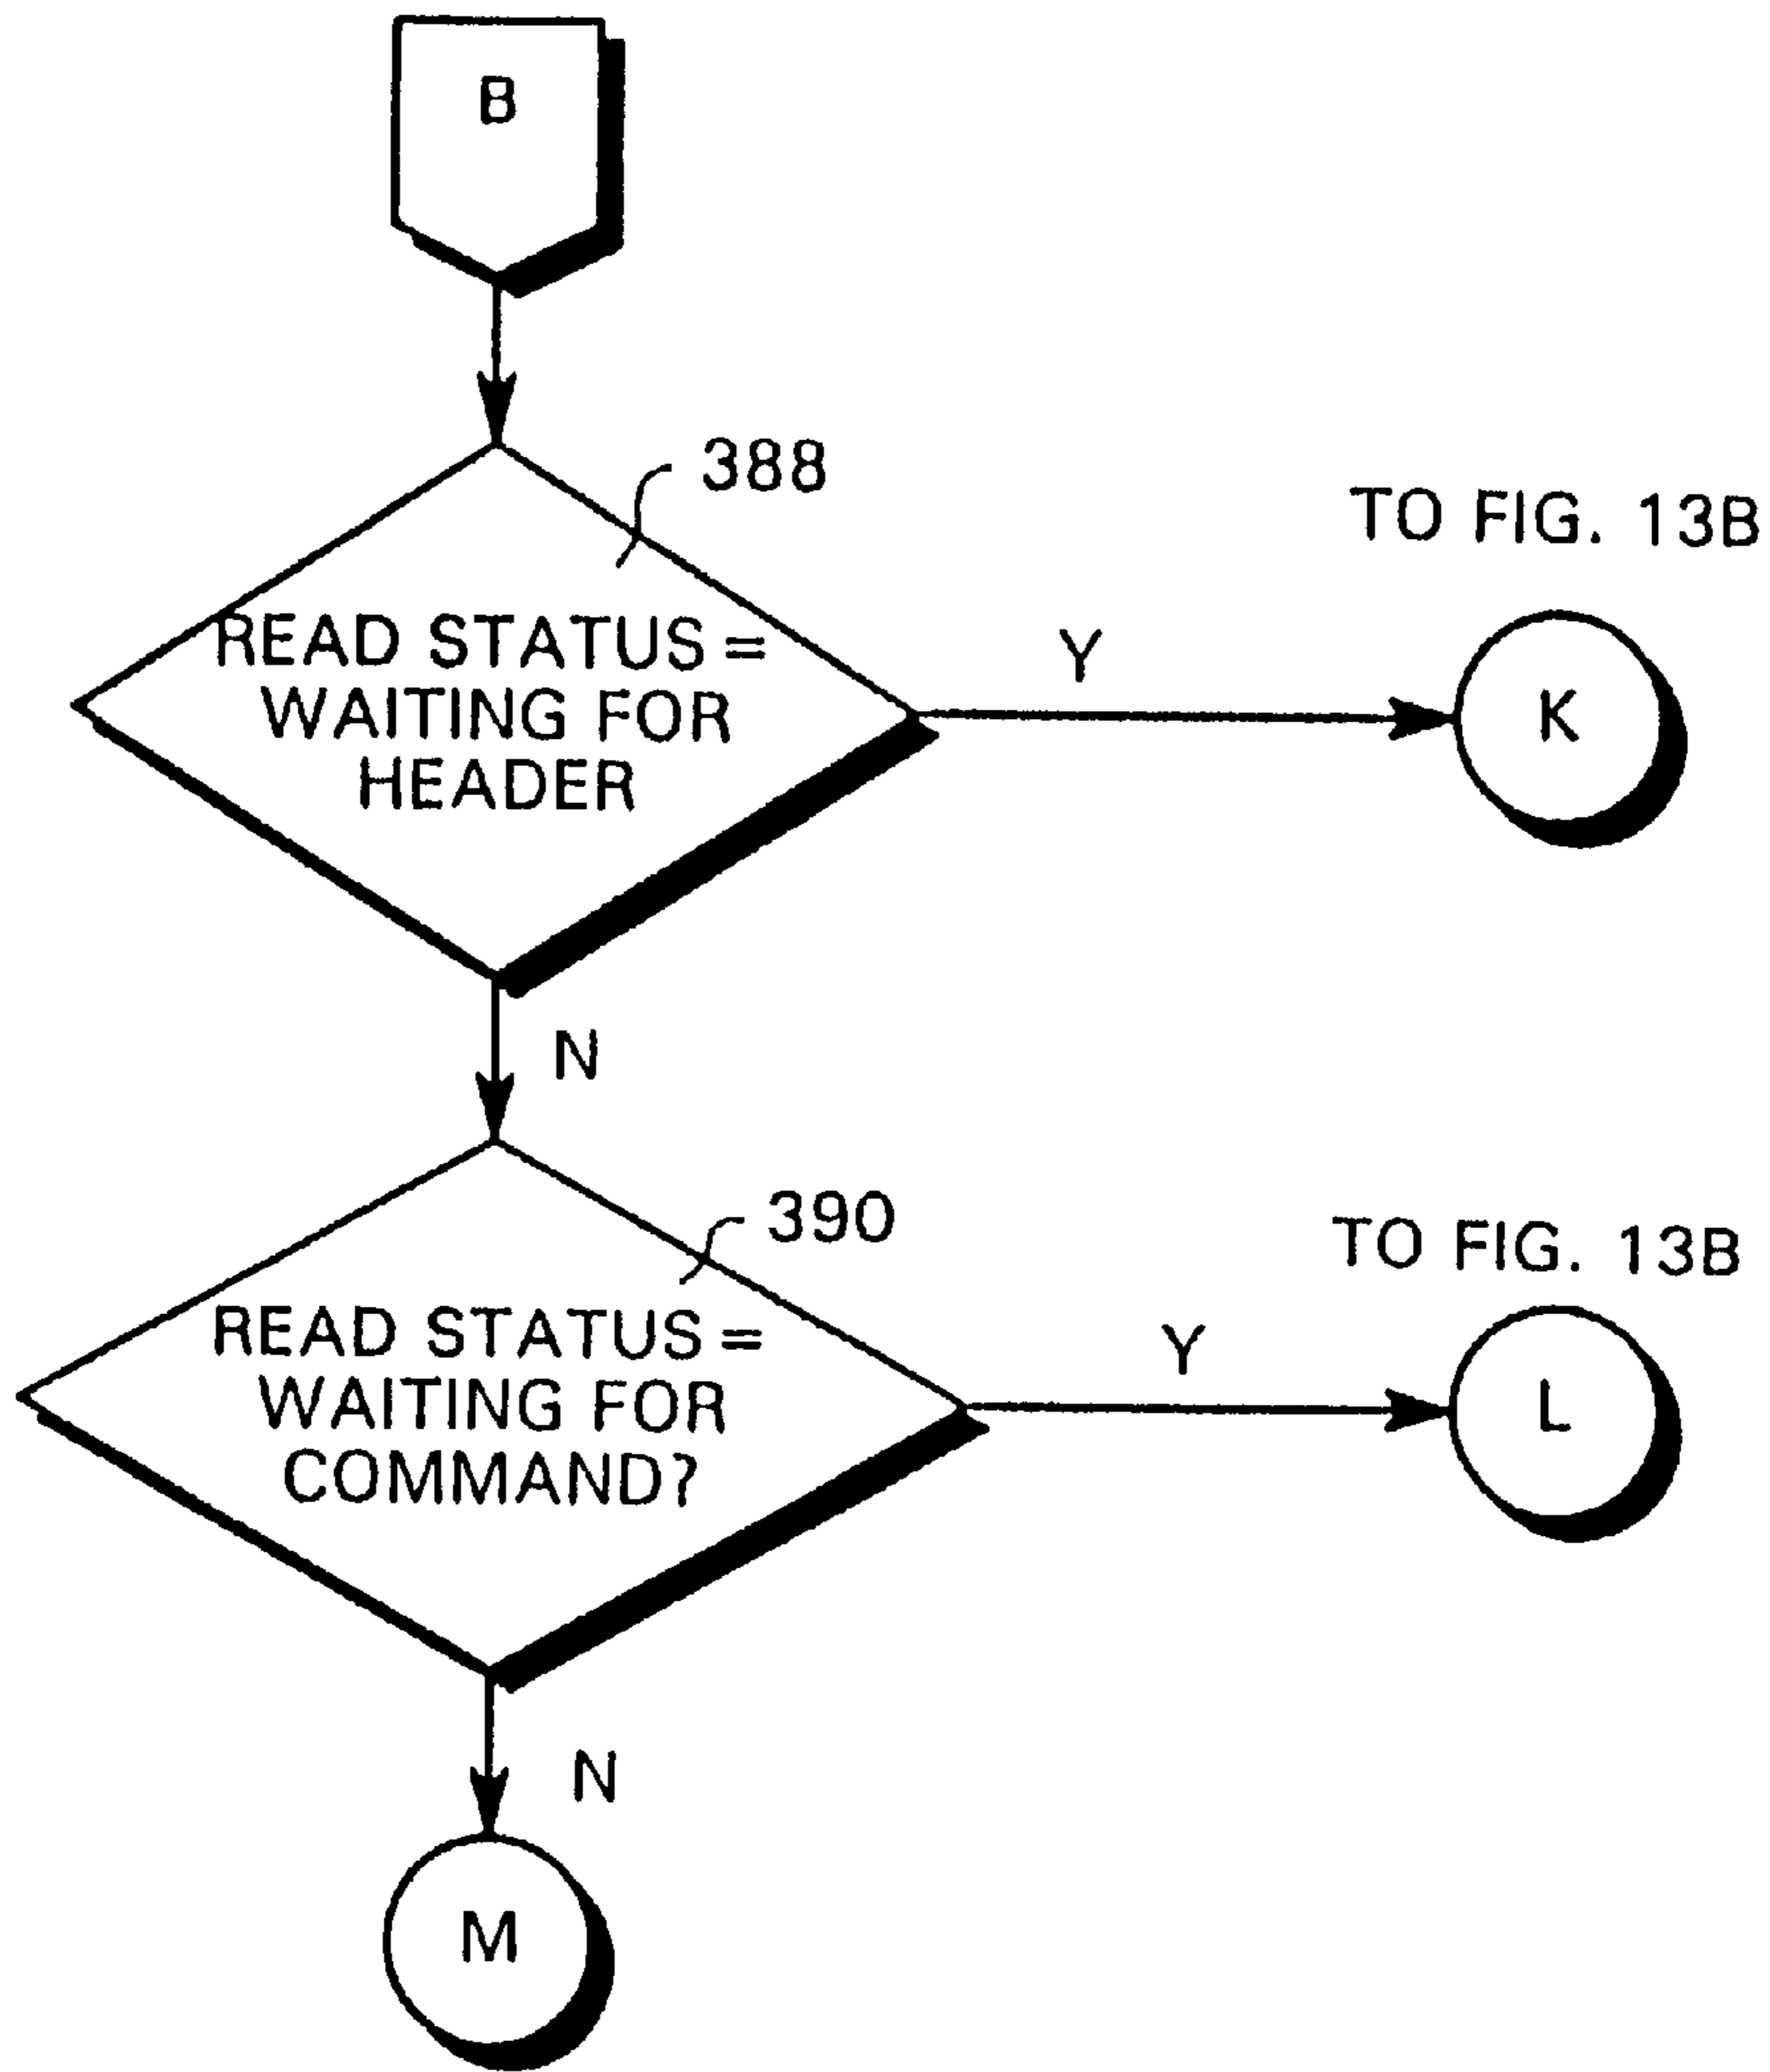 B
388
TO FIG. 13B
READ STATUS =
WAITING FOR
HEADER
Y
K
N
390
TO FIG. 13B
READ STATUS =
WAITING FOR
COMMAND?
Y
L
N
M